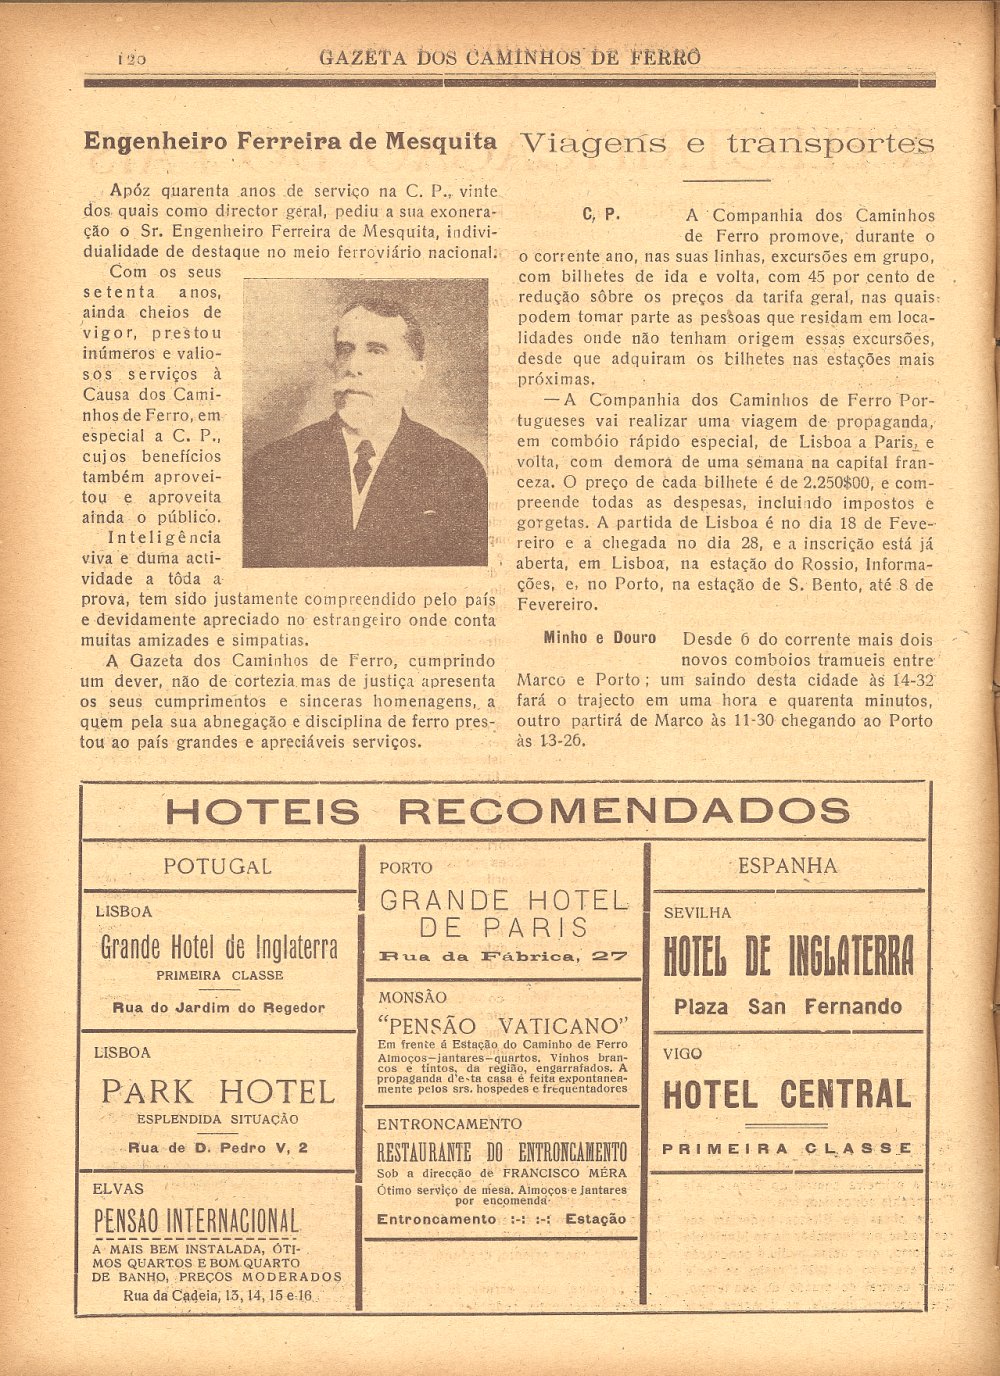 120
GAZETA DOS CAMINHOS DE FERRO
Engenheiro Ferreira de Mesquita
Apóz quarenta anos de serviço na C. P., vinte
dos quais como director geral, pediu a sua exonera-
ção o Sr. Engenheiro Ferreira de Mesquita, indivi-
dualidade de destaque no meio ferroviário nacional.
Com os seus
setenta anos,
ainda cheios de
vigor, prestou
inúmeros e valio-
sos serviços à
Causa dos Cami-
nhos de Ferro, em
especial a C. P.,
cujos benefícios
também aprovei-
tou e aproveita
ainda o público.
Inteligência
viva e duma acti-
vidade a tôda a
prova, tem sido justamente compreendido pelo país
e devidamente apreciado no estrangeiro onde conta
muitas amizades e simpatias.
A Gazeta dos Caminhos de Ferro, cumprindo
um dever, não de cortezia mas de justiça apresenta
os seus cumprimentos e sinceras homenagens, a
quem pela sua abnegação e disciplina de ferro pres-
tou ao país grandes e apreciáveis serviços.
Viagens e transportes
C, P. A Companhia dos Caminhos
de Ferro promove, durante o
o corrente ano, nas suas linhas, excursões em grupo,
com bilhetes de ida e volta, com 45 por cento de
redução sôbre os preços da tarifa geral, nas quais
podem tomar parte as pessoas que residam em loca-
lidades onde não tenham origem essas excursões,
desde que adquiram os bilhetes nas estações mais
próximas.
— A Companhia dos Caminhos de Ferro Por-
tugueses vai realizar uma viagem de propaganda,
em combóio rápido especial, de Lisboa a Paris, e
volta, com demora de uma semana na capital fran-
ceza. O preço de cada bilhete é de 2.250$00, e com-
preende todas as despesas, incluindo impostos e
gorgetas. A partida de Lisboa é no dia 18 de Feve-
reiro e a chegada no dia 28, e a inscrição está já
aberta, em Lisboa, na estação do Rossio, Informa-
ções, e, no Porto, na estação de S. Bento, até 8 de
Fevereiro.
Minho e Douro Desde 6 do corrente mais dois
novos comboios tramueis entre
Marco e Porto; um saindo desta cidade às 14-32
fará o trajecto em uma hora e quarenta minutos,
outro partirá de Marco às 11-30 chegando ao Porto
às 13-26.
HOTEIS RECOMENDADOS
POTUGAL
LISBOA
Grande Hotel de Inglaterra
PRIMEIRA CLASSE
Rua do Jardim do Regedor
LISBOA
PARK HOTEL
ESPLENDIDA SITUAÇÃO
Rua de D. Pedro V, 2
ELVAS
PENSAO INTERNACIONAL
A MAIS BEM INSTALADA, ÓTI-
MOS QUARTOS E BOM QUARTO
DE BANHO, PREÇOS MODERADOS
Rua da Cadeia, 13, 14, 15 e 16
PORTO
GRANDE HOTEL
DE PARIS
Rua da Fábrica, 27
MONSÃO
"PENSÃO VATICANO"
Em frente á Estação do Caminho de Ferro
Almoços—jantares—quartos. Vinhos bran-
cos e tintos, da região, engarrafados. A
propaganda d'esta casa é feita expontanea-
mente pelos srs. hospedes e frequentadores
ENTRONCAMENTO
RESTAURANTE DO ENTRONCAMENTO
Sob a direcção de FRANCISCO MÉRA
Ótimo serviço de mesa. Almoços e Jantares
por encomenda
Entroncamento :-: :-: Estação
ESPANHA
SEVILHA
HOTEL DE INGLATERRA
Plaza San Fernando
VIGO
HOTEL CENTRAL
PRIMEIRA CLASSE